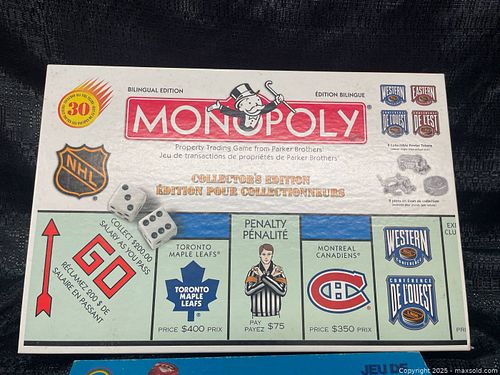 BILINGUAL EDITION
ÉDITION BILINGUE
30
MONOPOLY
Property Trading Game from Parker Brothers
Jeu de transactions de propriétés de Parker Brothers
COLLECTOR'S EDITION
ÉDITION POUR COLLECTIONNEURS
NHL
WESTERN
EASTERN
DE L'OUEST
DE L'EST
COLLECT $200.00
SALARY AS YOU PASS
GO
RÉCLAMEZ 200 $ DE
SALAIRE EN PASSANT
TORONTO
MAPLE LEAFS
TORONTO
MAPLE
LEAFS
PRICE $400 PRIX
PENALTY
PÉNALITÉ
PAY
PAYEZ $75
MONTREAL
CANADIENS
PRICE $350 PRIX
WESTERN
CONFERENCE
CONFÉRENCE
DE L'OUEST
PRI
JEU DE
Copyright 2025 - maxsold.com